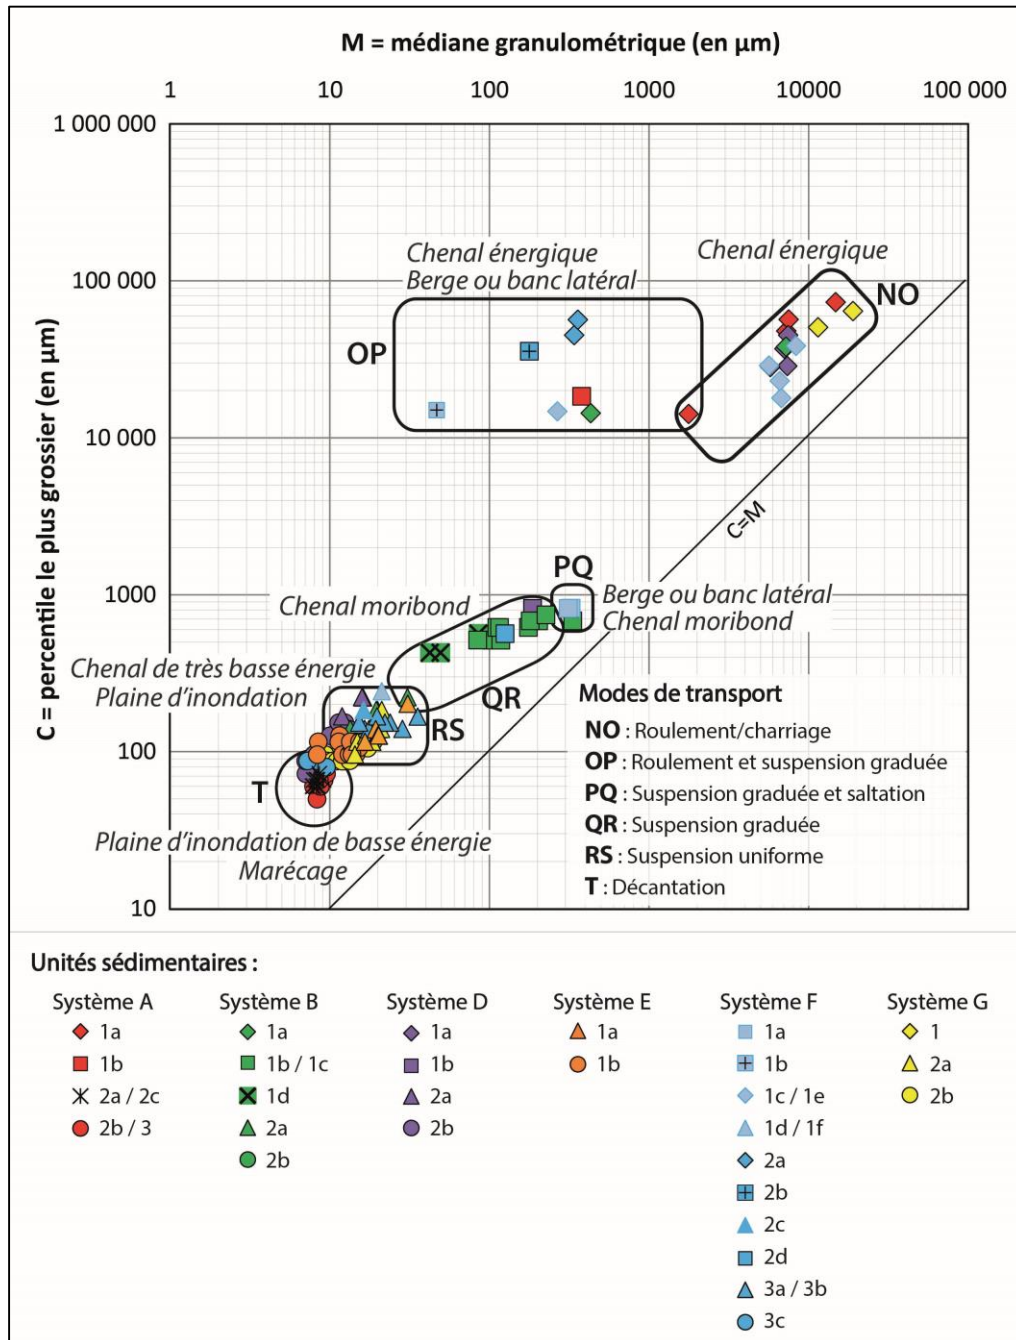 M = médiane granulométrique (en µm)
1 10 100 1000 10000 100 000
C = percentile le plus grossier (en µm)
1 000 000
100 000
10 000
1000
100
10
Chenal énergique
Berge ou banc latéral
OP
Chenal énergique
NO
C=M
PQ
Berge ou banc latéral
Chenal moribond
Chenal moribond
QR
Chenal de très basse énergie
Plaine d'inondation
RS
T
Plaine d'inondation de basse énergie
Marécage
Modes de transport
NO : Roulement/charriage
OP : Roulement et suspension graduée
PQ : Suspension graduée et saltation
QR : Suspension graduée
RS : Suspension uniforme
T : Décantation
Unités sédimentaires :
Système A
1a
1b
2a / 2c
2b / 3
Système B
1a
1b / 1c
1d
2a
2b
Système D
1a
1b
2a
2b
Système E
1a
1b
Système F
1a
1b
1c / 1e
1d / 1f
2a
2b
2c
2d
3a / 3b
3c
Système G
1
2a
2b